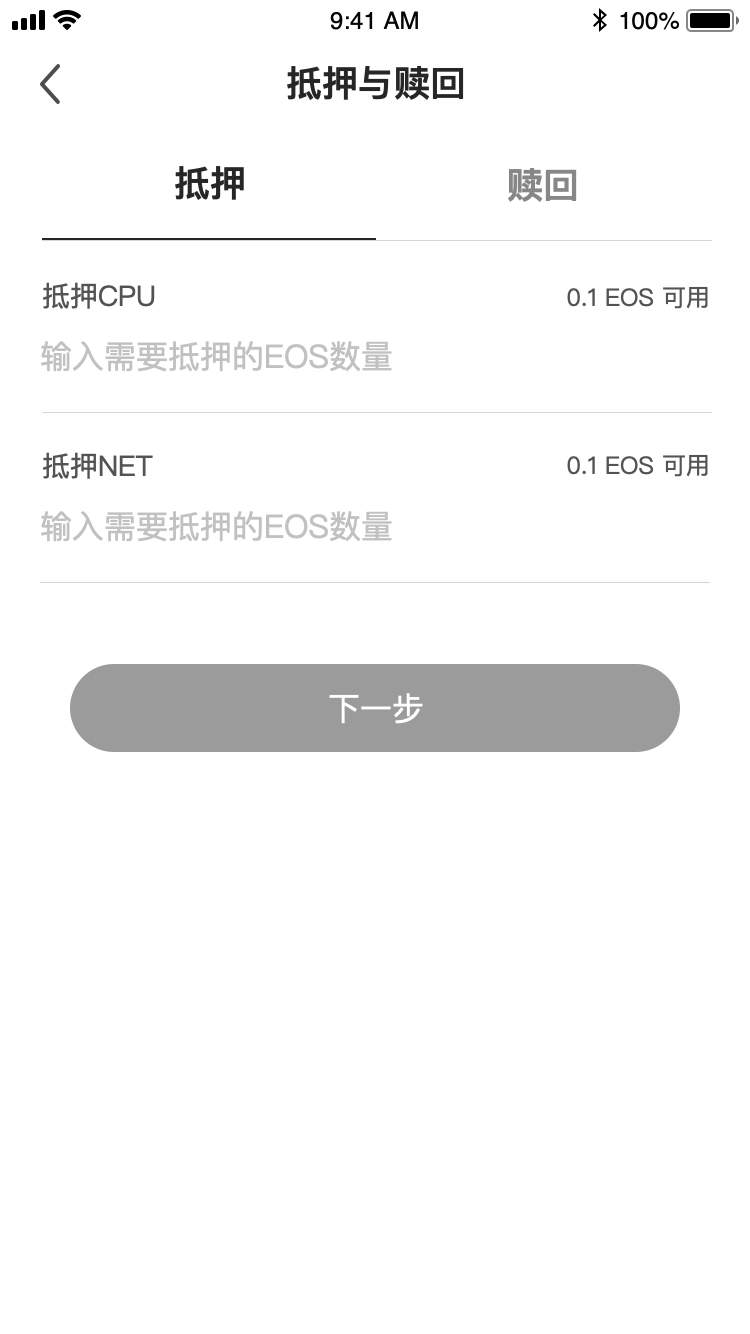 9:41 AM
100%
抵押与赎回
抵押
赎回
抵押CPU
0.1 EOS 可用
输入需要抵押的EOS数量
抵押NET
0.1 EOS 可用
输入需要抵押的EOS数量
下一步